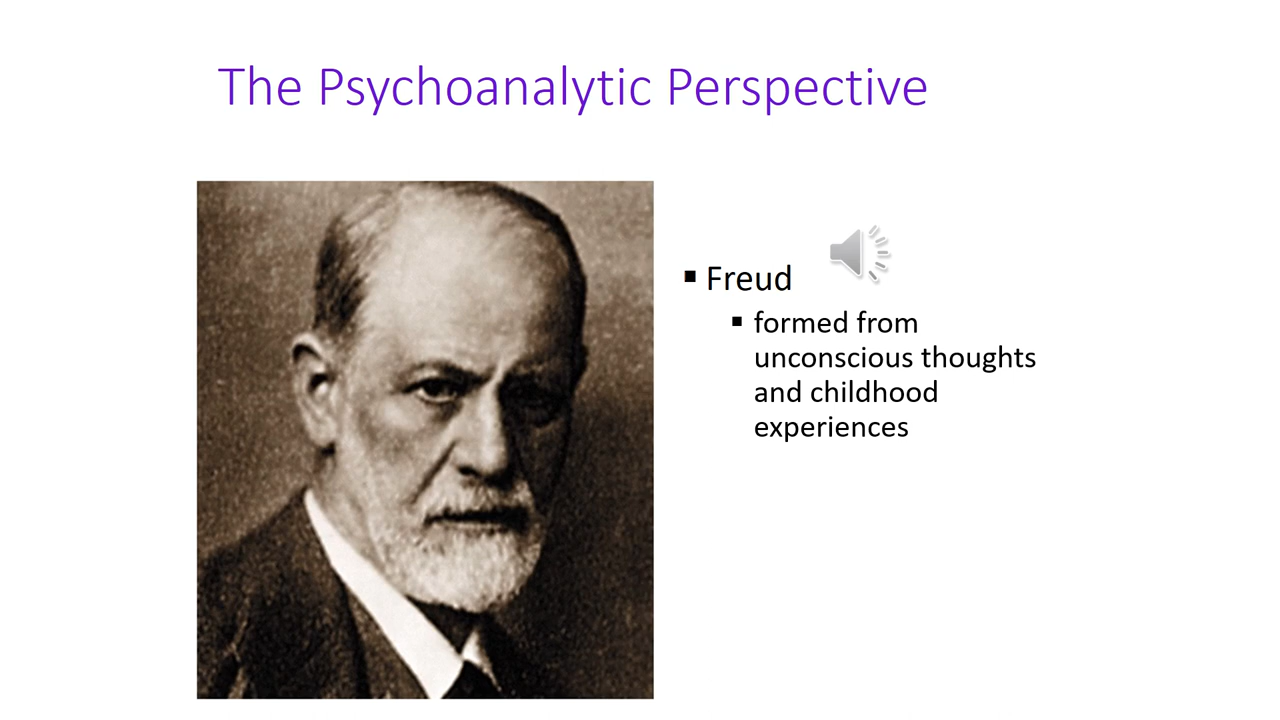 The Psychoanalytic Perspective
▪ Freud
▪ formed from
unconscious thoughts
and childhood
experiences